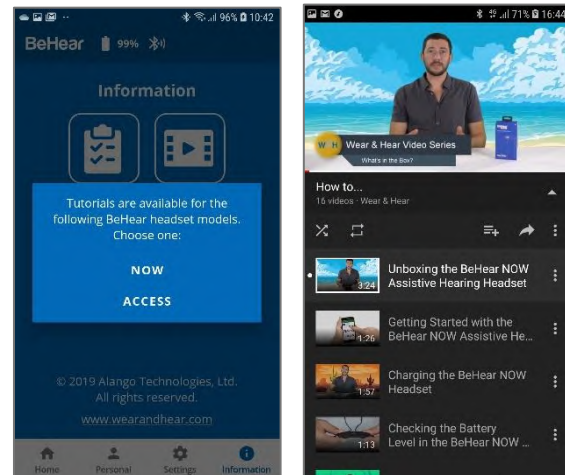 96% 10:42
BeHear 99%
Information
Tutorials are available for the
following BeHear headset models.
Choose one:
NOW
ACCESS
© 2019 Alango Technologies, Ltd.
All rights reserved.
www.wearandhear.com
Home Personal Settings Information
71% 16:44
W H Wear & Hear Video Series
What's in the Box?
How to...
16 videos · Wear & Hear
3:24
Unboxing the BeHear NOW
Assistive Hearing Headset
1:26
Getting Started with the
BeHear NOW Assistive He...
1:57
Charging the BeHear NOW
Headset
1:13
Checking the Battery
Level in the BeHear NOW ...